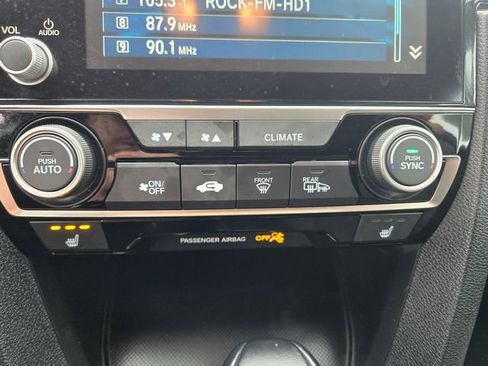 ROCK-FM-HD1
8 87.9 MHz
9 90.1 MHz
VOL AUDIO
CLIMATE
PUSH AUTO
PUSH SYNC
ON/OFF
FRONT
REAR
PASSENGER AIRBAG OFF